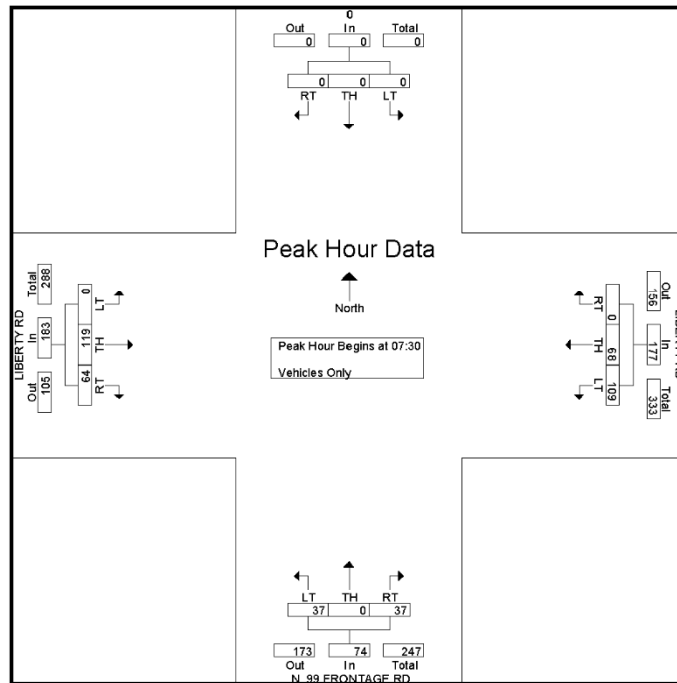 0
Out In Total
0 0 0
0 0 0
RT TH LT
Peak Hour Data
North
Peak Hour Begins at 07:30
Vehicles Only
LIBERTY RD
Total In Out
288 183 105
0 119 64
LT TH RT
RT TH LT
0 68 109
156 177 333
Out In Total
LT TH RT
37 0 37
173 74 247
Out In Total
N. 99 FRONTAGE RD